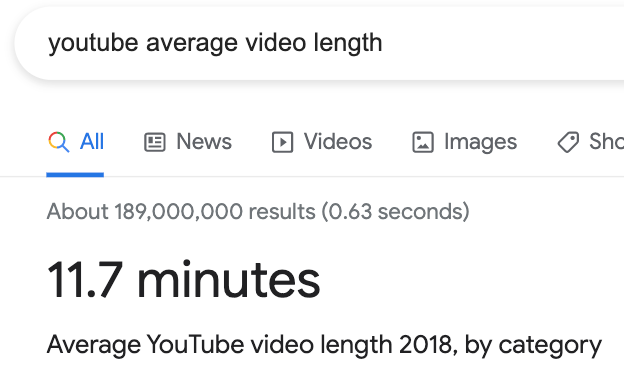 youtube average video length
All News Videos Images Sho
About 189,000,000 results (0.63 seconds)
11.7 minutes
Average YouTube video length 2018, by category